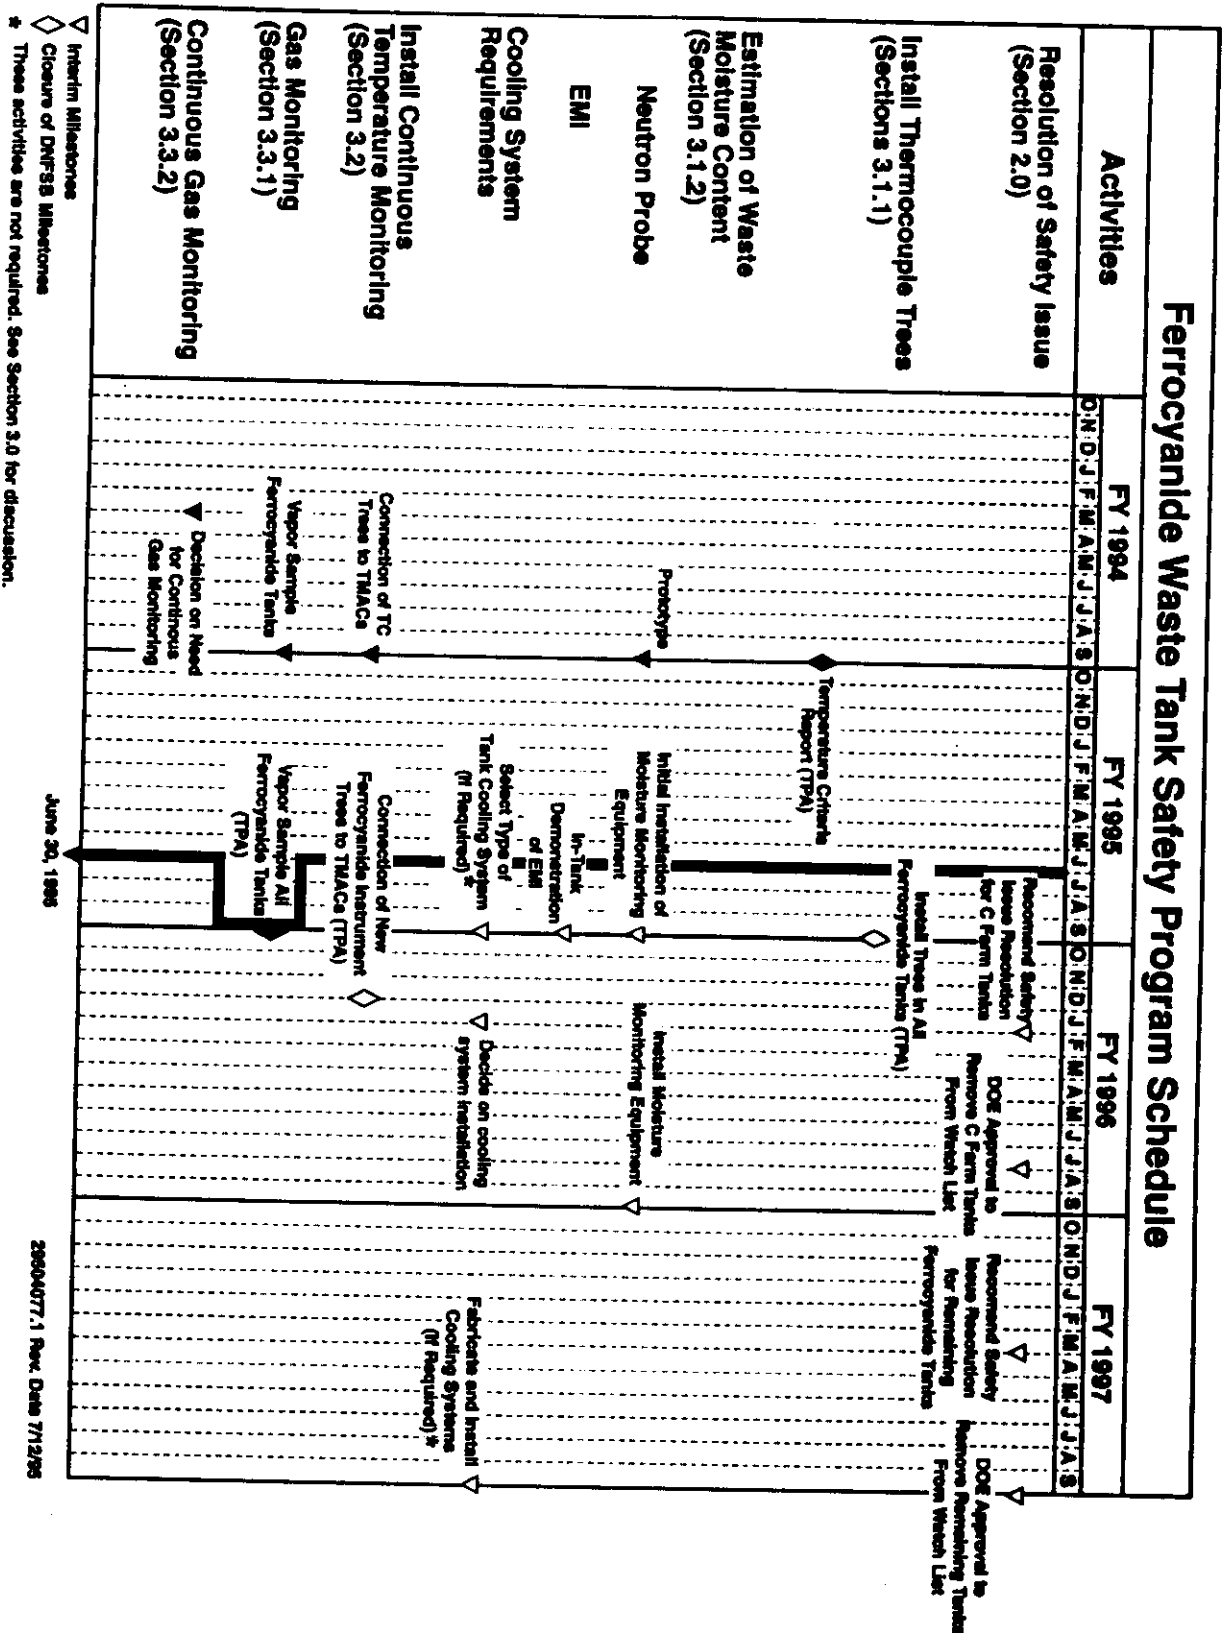 Ferrocyanide Waste Tank Safety Program Schedule
Activities
FY 1994
FY 1995
FY 1996
FY 1997
O N D J F M A M J J A S O N D J F M A M J J A S O N D J F M A M J J A S O N D J F M A M J J A S
Resolution of Safety Issue
(Section 2.0)
Recomend Safety
Issue Resolution
for C Farm Tanks
DOE Approval to
Remove C Farm Tanks
From Watch List
Recomend Safety
Issue Resolution
for Remaining
Ferrocyanide Tanks
DOE Approval to
Remove Remaining Tanks
From Watch List
Install Thermocouple Trees
(Sections 3.1.1)
Temperature Criteria
Report (TPA)
Install Trees in All
Ferrocyanide Tanks (TPA)
Estimation of Waste
Moisture Content
(Section 3.1.2)
Neutron Probe
Prototype
Initial Installation of
Moisture Monitoring
Equipment
Install Moisture
Monitoring Equipment
EMI
In-Tank
Demonstration
of EMI
Cooling System
Requirements
Select Type of
Tank Cooling System
(If Required) *
Decide on cooling
system installation
Fabricate and Install
Cooling Systems
(If Required) *
Install Continuous
Temperature Monitoring
(Section 3.2)
Connection of TC
Trees to TMACs
Connection of New
Ferrocyanide Instrument
Trees to TMACs (TPA)
Gas Monitoring
(Section 3.3.1)
Vapor Sample
Ferrocyanide Tanks
Vapor Sample All
Ferrocyanide Tanks
(TPA)
Continuous Gas Monitoring
(Section 3.3.2)
Decision on Need
for Continous
Gas Monitoring
Interim Milestones
Closure of DNFSB Milestones
* These activities are not required. See Section 3.0 for discussion.
June 30, 1995
29504077.1 Rev. Date 7/12/95